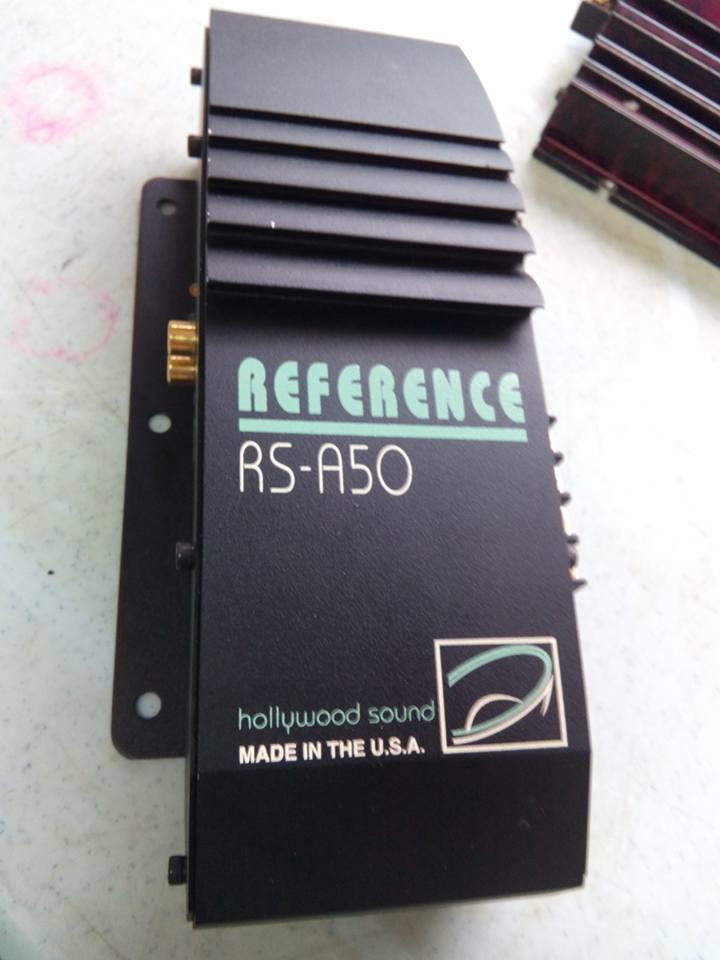 REFERENCE
RS-A50
hollywood sound
MADE IN THE U.S.A.